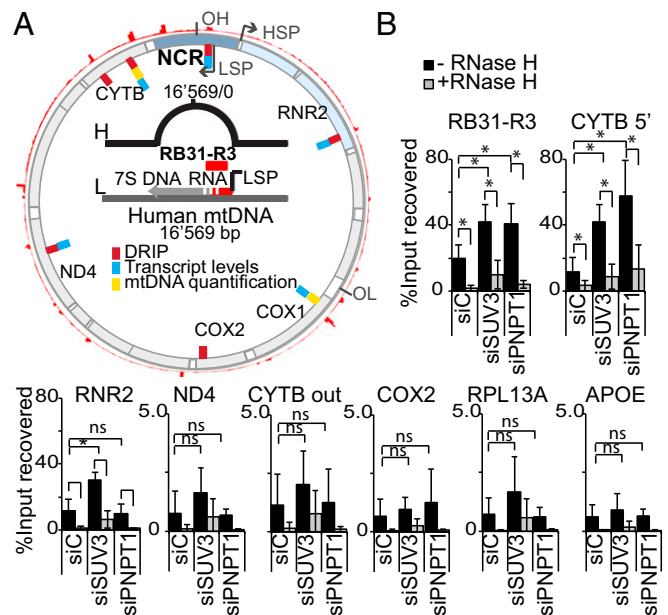 A
OH
HSP
NCR
LSP
CYTB
16'569/0
RNR2
H
RB31-R3
7S DNA RNA
LSP
L
Human mtDNA
16'569 bp
DRIP
Transcript levels
mtDNA quantification
ND4
COX1
OL
COX2
B
- RNase H
+RNase H
RB31-R3
CYTB 5'
%Input recovered
80
40
0
* * * * *
* * * * *
siC
siSUV3
siPNPT1
siC
siSUV3
siPNPT1
RNR2
ND4
CYTB out
COX2
RPL13A
APOE
%Input recovered
80
40
0
ns
*
5.0
0
ns
ns
5.0
0
ns
ns
5.0
0
ns
ns
5.0
0
ns
ns
5.0
0
ns
ns
siC
siSUV3
siPNPT1
siC
siSUV3
siPNPT1
siC
siSUV3
siPNPT1
siC
siSUV3
siPNPT1
siC
siSUV3
siPNPT1
siC
siSUV3
siPNPT1